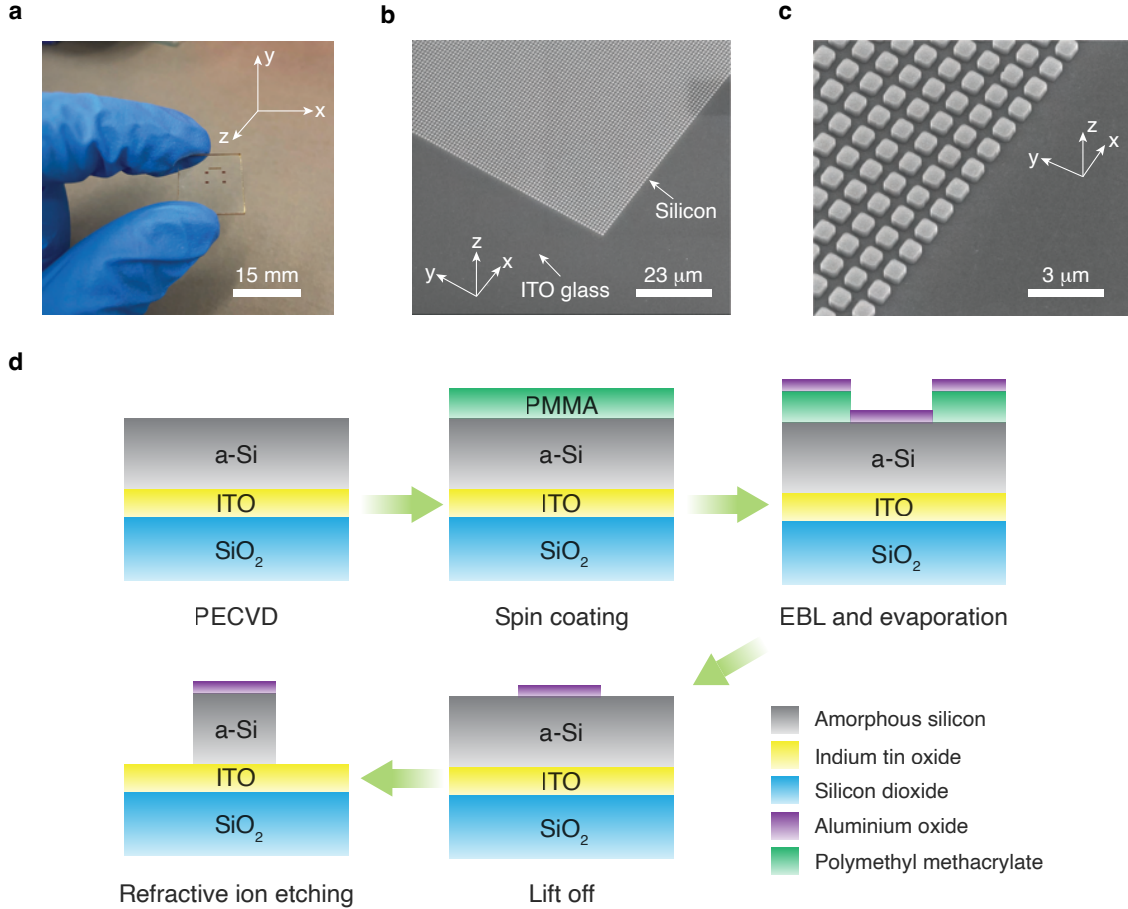 a
y
x
z
15 mm
b
Silicon
z
y
x
ITO glass
23 μm
c
z
x
y
3 μm
d
a-Si
ITO
SiO2
PECVD
PMMA
a-Si
ITO
SiO2
Spin coating
a-Si
ITO
SiO2
EBL and evaporation
a-Si
ITO
SiO2
Refractive ion etching
a-Si
ITO
SiO2
Lift off
Amorphous silicon
Indium tin oxide
Silicon dioxide
Aluminium oxide
Polymethyl methacrylate